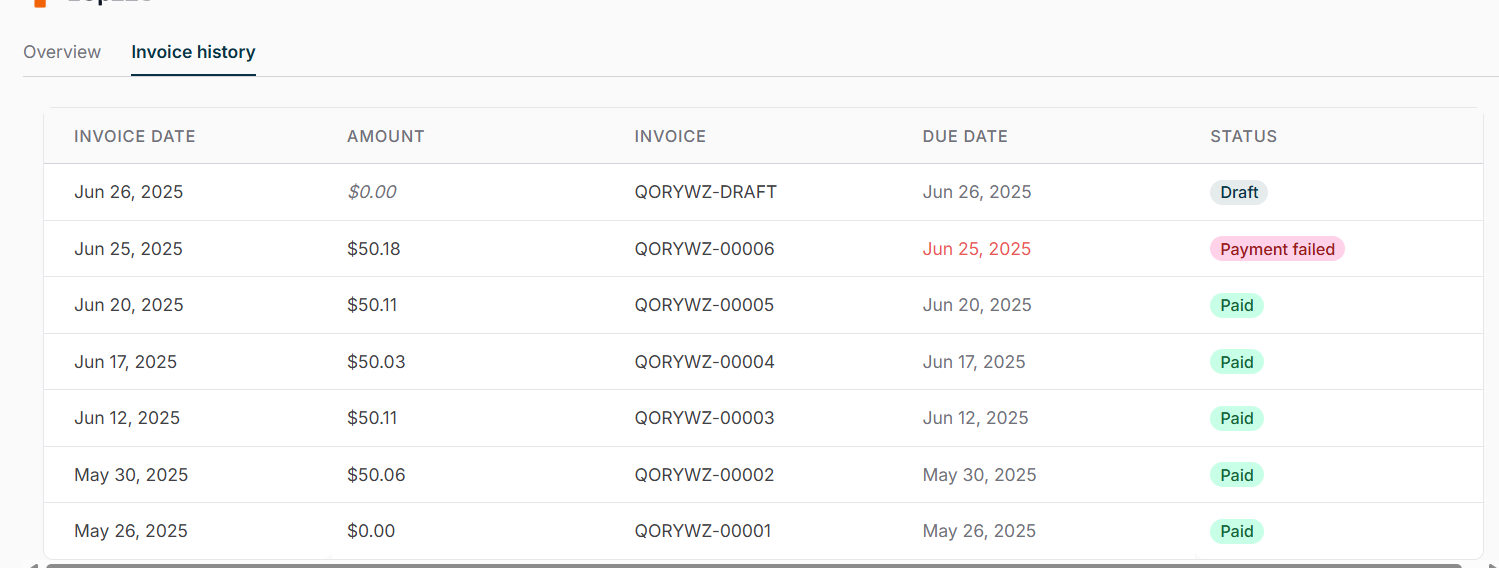 Overview Invoice history
INVOICE DATE AMOUNT INVOICE DUE DATE STATUS
Jun 26, 2025 $0.00 QORYWZ-DRAFT Jun 26, 2025 Draft
Jun 25, 2025 $50.18 QORYWZ-00006 Jun 25, 2025 Payment failed
Jun 20, 2025 $50.11 QORYWZ-00005 Jun 20, 2025 Paid
Jun 17, 2025 $50.03 QORYWZ-00004 Jun 17, 2025 Paid
Jun 12, 2025 $50.11 QORYWZ-00003 Jun 12, 2025 Paid
May 30, 2025 $50.06 QORYWZ-00002 May 30, 2025 Paid
May 26, 2025 $0.00 QORYWZ-00001 May 26, 2025 Paid